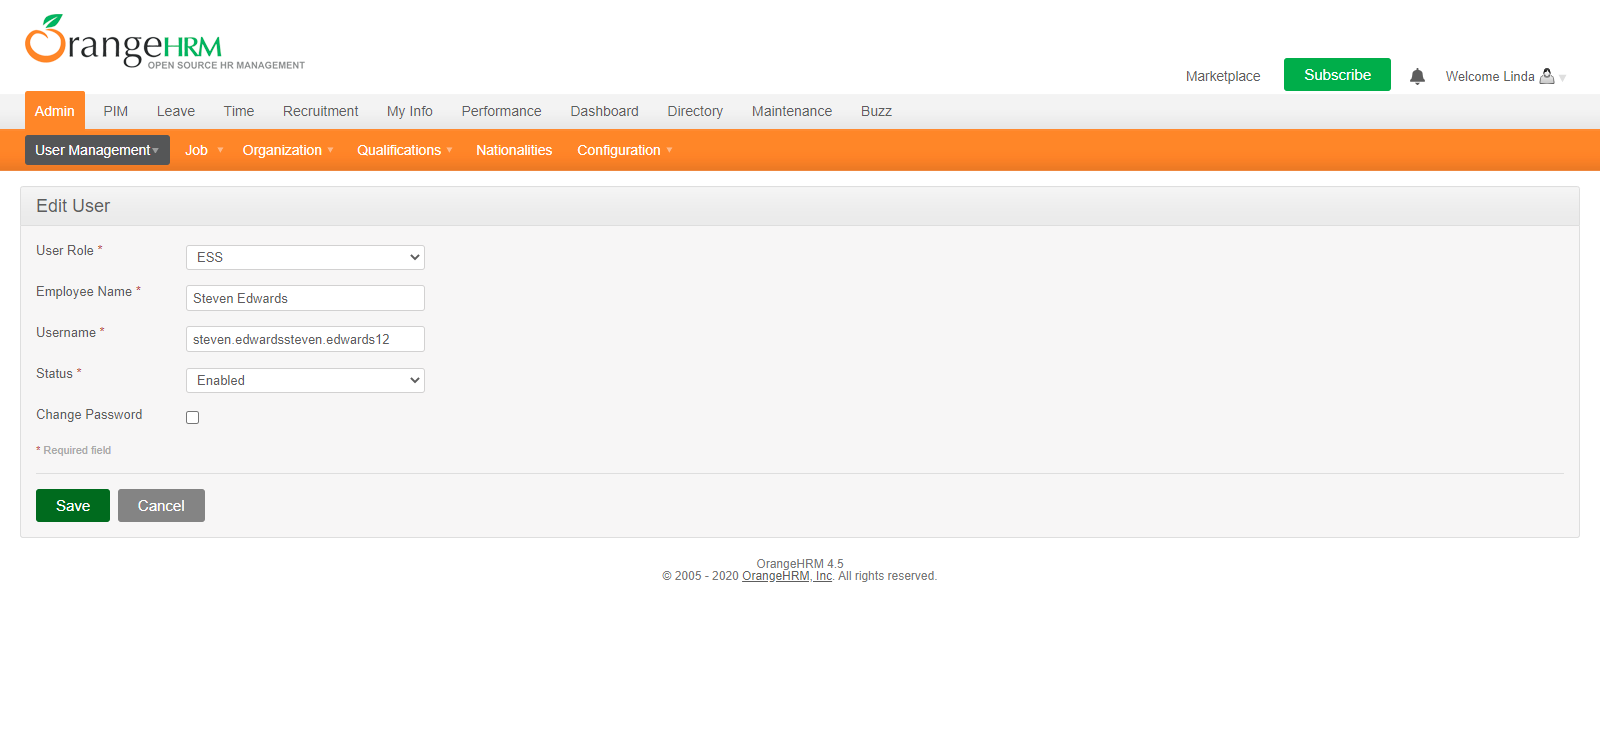 OrangeHRM
OPEN SOURCE HR MANAGEMENT
Marketplace
Subscribe
Welcome Linda
Admin PIM Leave Time Recruitment My Info Performance Dashboard Directory Maintenance Buzz
User Management Job Organization Qualifications Nationalities Configuration
Edit User
User Role * ESS
Employee Name * Steven Edwards
Username * steven.edwardssteven.edwards12
Status * Enabled
Change Password
* Required field
Save Cancel
OrangeHRM 4.5
© 2005 - 2020 OrangeHRM, Inc. All rights reserved.